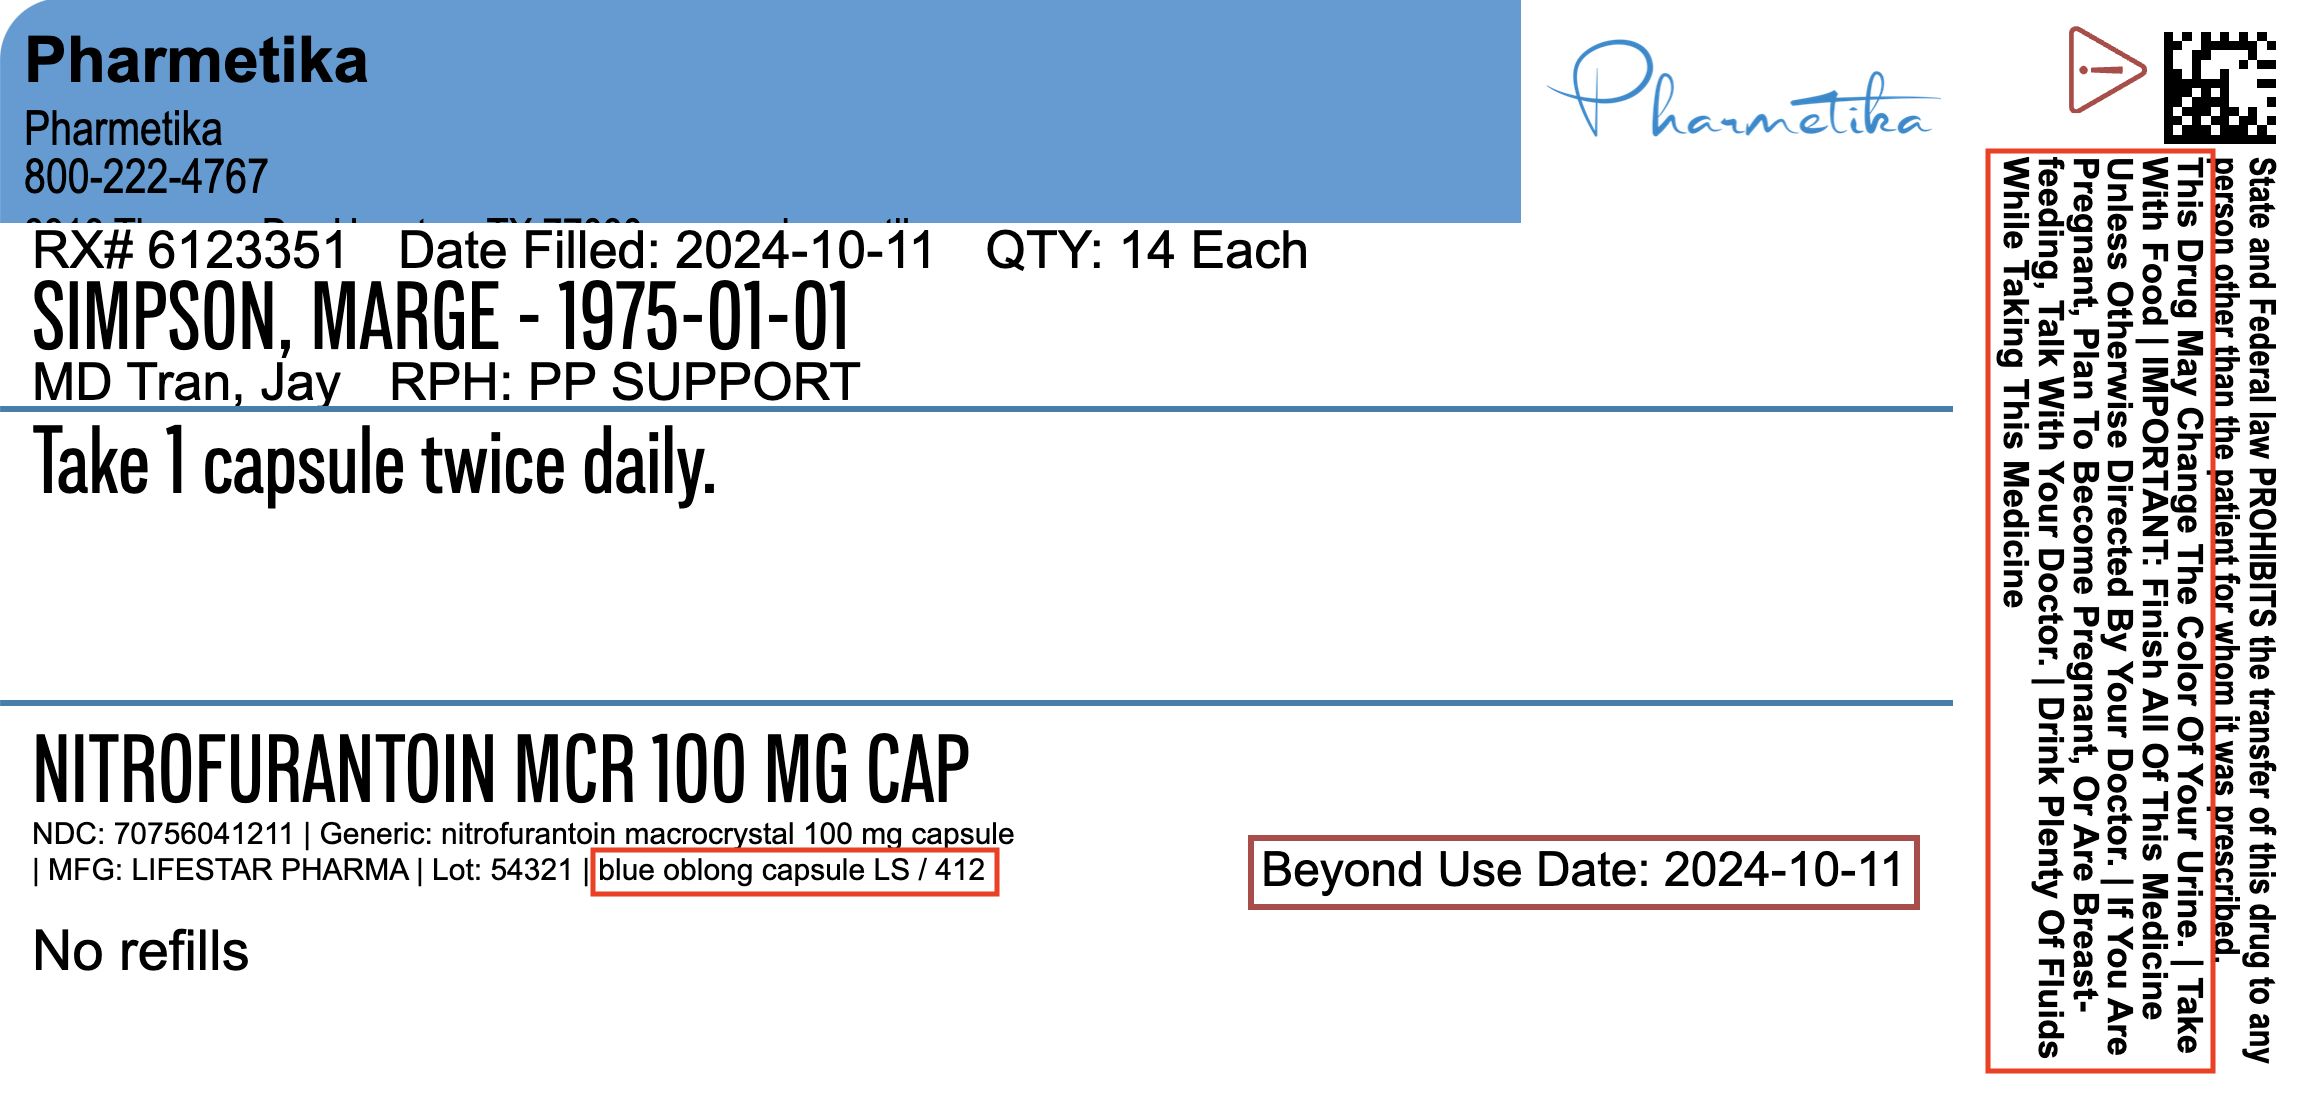 Pharmetika
Pharmetika
800-222-4767
Pharmetika
RX# 6123351 Date Filled: 2024-10-11 QTY: 14 Each
SIMPSON, MARGE - 1975-01-01
MD Tran, Jay RPH: PP SUPPORT
Take 1 capsule twice daily.
NITROFURANTOIN MCR 100 MG CAP
NDC: 70756041211 | Generic: nitrofurantoin macrocrystal 100 mg capsule
| MFG: LIFESTAR PHARMA | Lot: 54321 | blue oblong capsule LS / 412
Beyond Use Date: 2024-10-11
No refills
State and Federal law PROHIBITS the transfer of this drug to any
person other than the patient for whom it was prescribed.
This Drug May Change The Color Of Your Urine. | Take
With Food | IMPORTANT: Finish All Of This Medicine
Unless Otherwise Directed By Your Doctor. | If You Are
Pregnant, Plan To Become Pregnant, Or Are Breast-
feeding, Talk With Your Doctor. | Drink Plenty Of Fluids
While Taking This Medicine